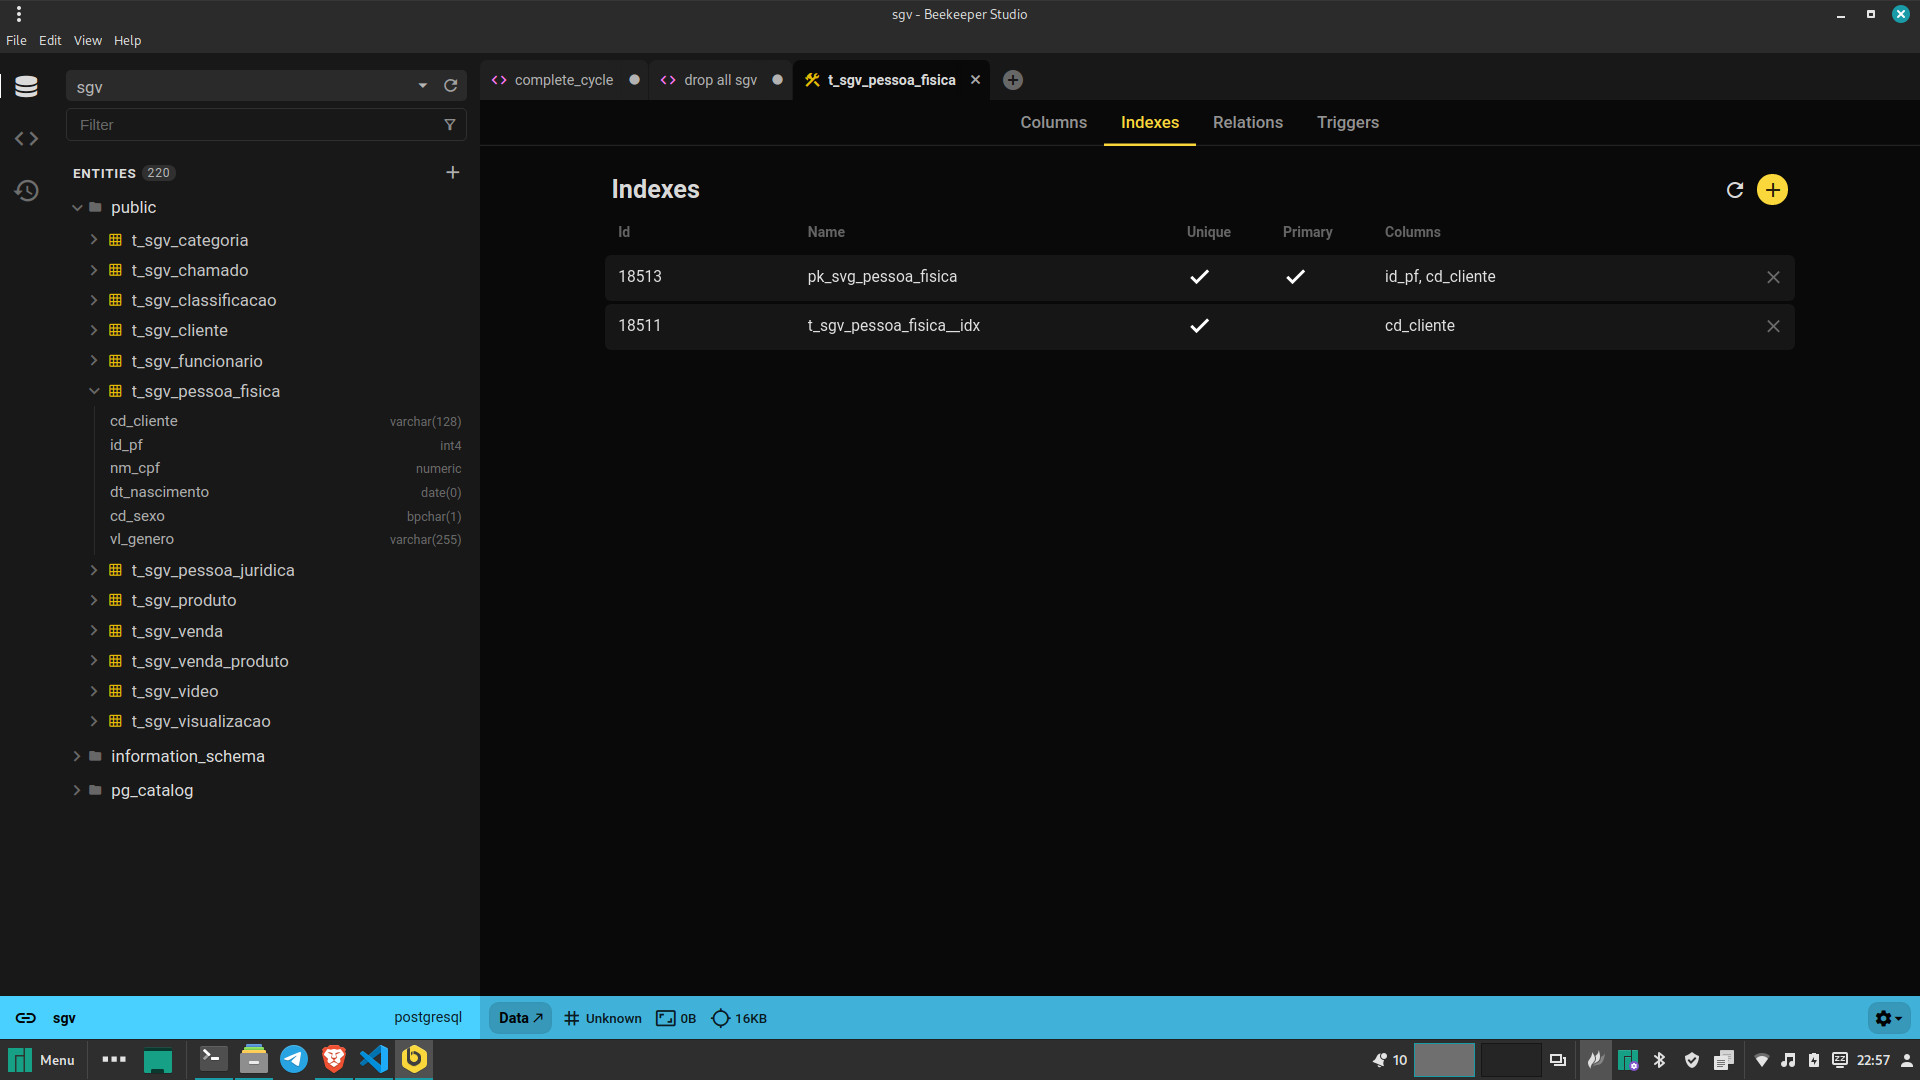 sgv - Beekeeper Studio
File Edit View Help
sgv
Filter
ENTITIES 220
public
t_sgv_categoria
t_sgv_chamado
t_sgv_classificacao
t_sgv_cliente
t_sgv_funcionario
t_sgv_pessoa_fisica
cd_cliente varchar(128)
id_pf int4
nm_cpf numeric
dt_nascimento date(0)
cd_sexo bpchar(1)
vl_genero varchar(255)
t_sgv_pessoa_juridica
t_sgv_produto
t_sgv_venda
t_sgv_venda_produto
t_sgv_video
t_sgv_visualizacao
information_schema
pg_catalog
complete_cycle drop all sgv t_sgv_pessoa_fisica
Columns Indexes Relations Triggers
Indexes
Id Name Unique Primary Columns
18513 pk_svg_pessoa_fisica id_pf, cd_cliente
18511 t_sgv_pessoa_fisica__idx cd_cliente
sgv postgresql Data Unknown 0B 16KB
Menu 10 22:57